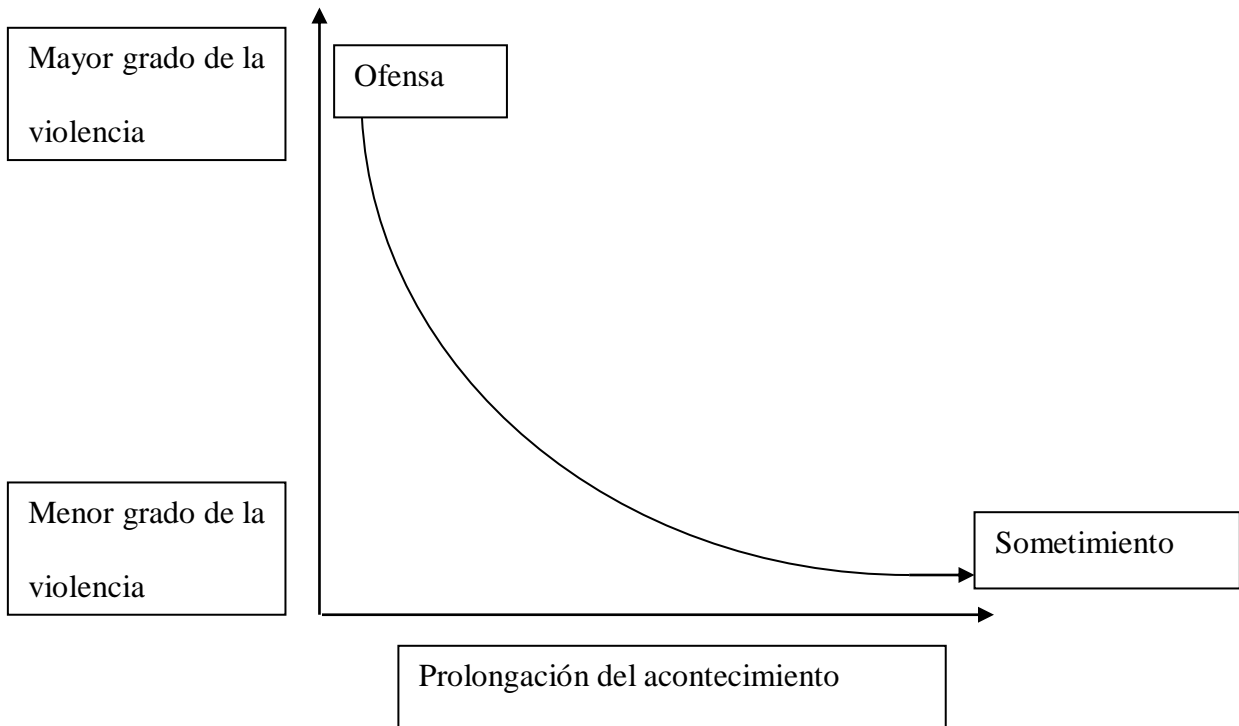 Mayor grado de la
violencia
Ofensa
Menor grado de la
violencia
Sometimiento
Prolongación del acontecimiento